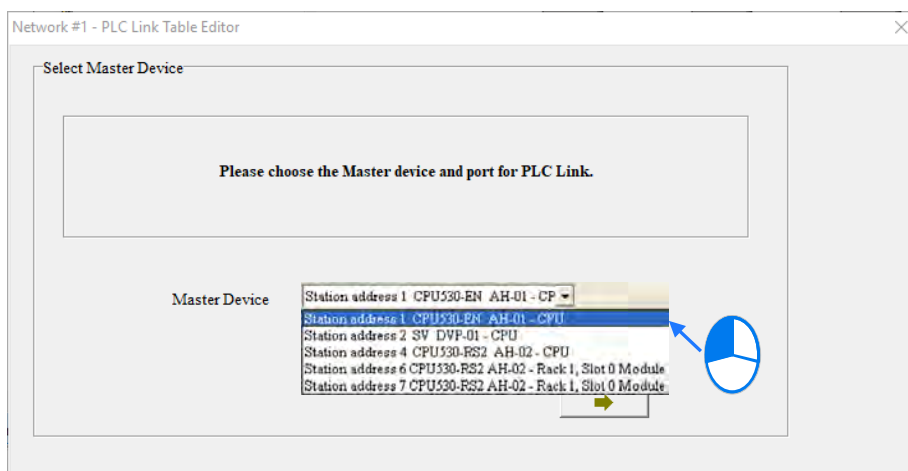 Network #1 - PLC Link Table Editor
Select Master Device
Please choose the Master device and port for PLC Link.
Master Device
Station address 1 CPU530-EN AH-01 - CP
Station address 1 CPU530-EN AH-01 - CPU
Station address 2 SV DVP-01 - CPU
Station address 4 CPU530-RS2 AH-02 - CPU
Station address 6 CPU530-RS2 AH-02 - Rack 1, Slot 0 Module
Station address 7 CPU530-RS2 AH-02 - Rack 1, Slot 0 Module